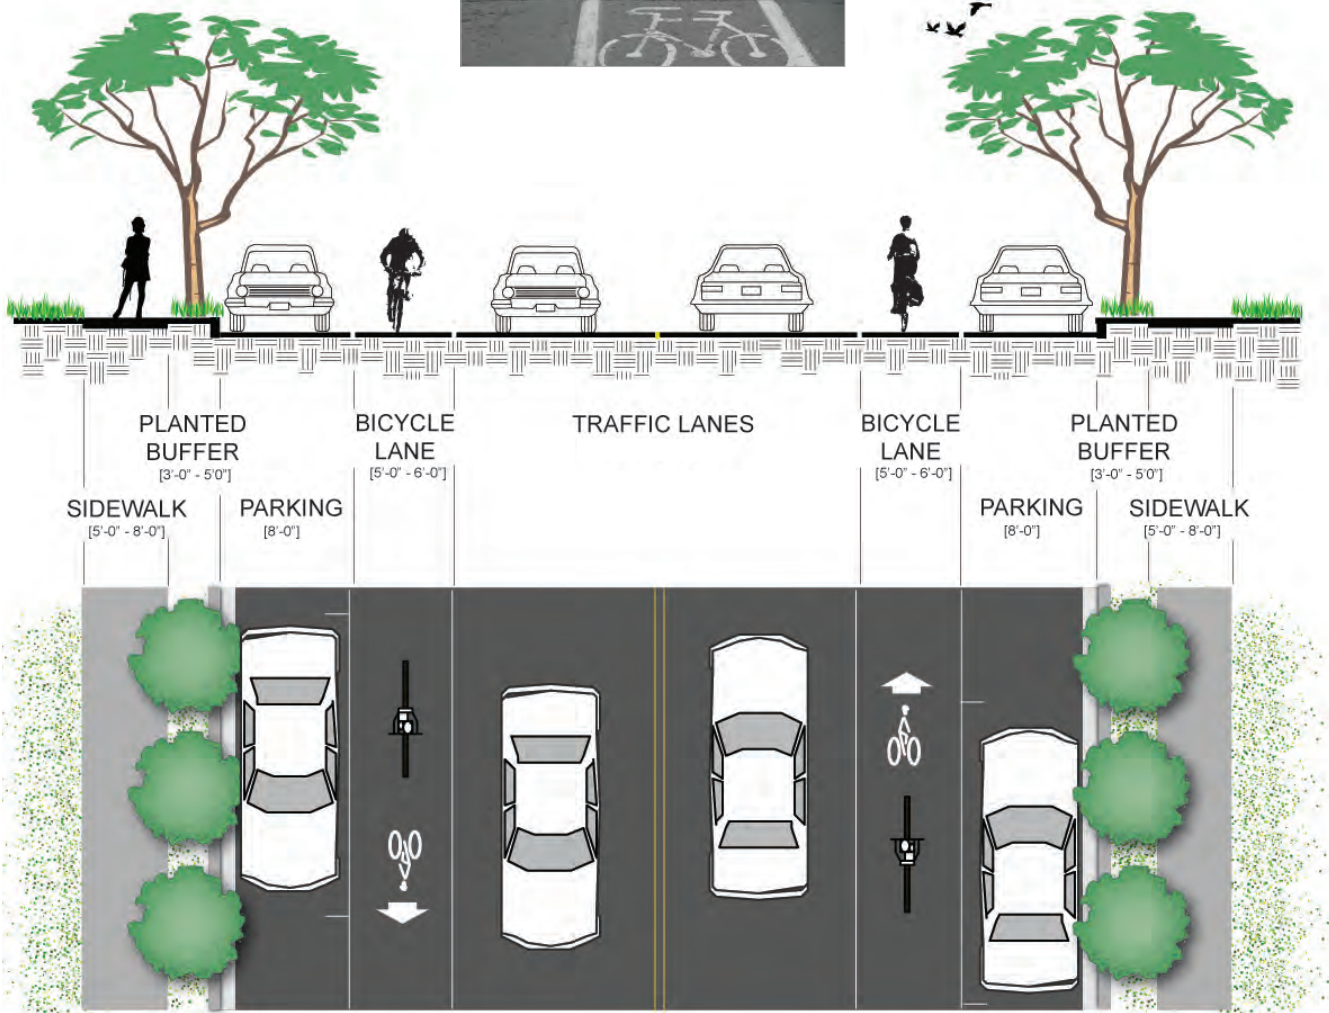 PLANTED
BUFFER
[3'-0" - 5'0"]
BICYCLE
LANE
[5'-0" - 6'-0"]
TRAFFIC LANES
BICYCLE
LANE
[5'-0" - 6'-0"]
PLANTED
BUFFER
[3'-0" - 5'0"]
SIDEWALK
[5'-0" - 8'-0"]
PARKING
[8'-0"]
PARKING
[8'-0"]
SIDEWALK
[5'-0" - 8'-0"]